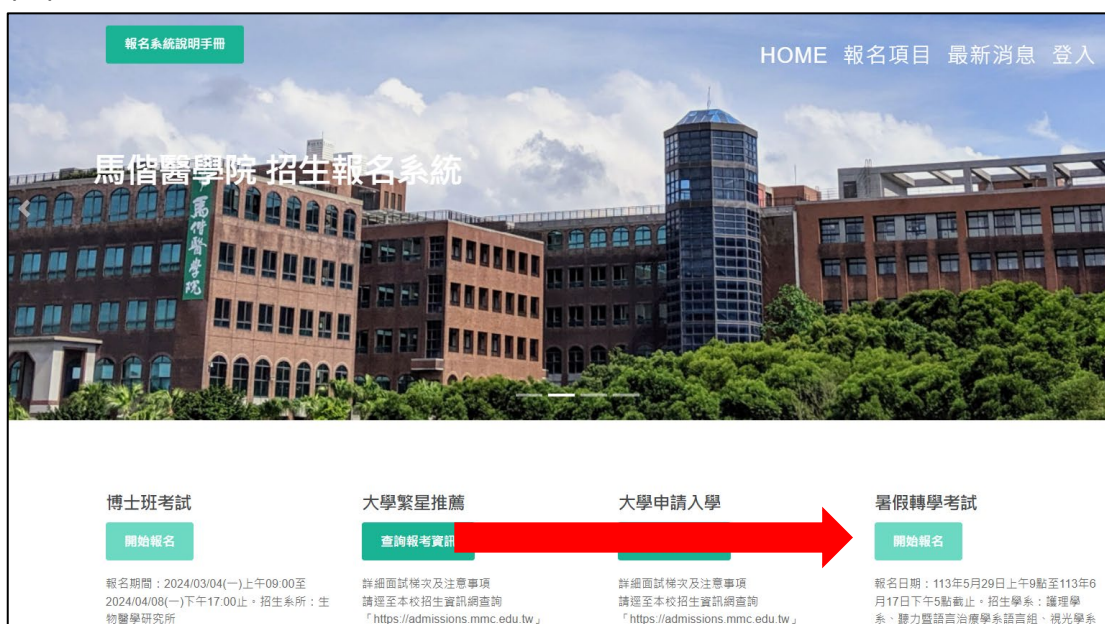 報名系統說明手冊
HOME 報名項目 最新消息 登入
馬偕醫學院 招生報名系統
馬偕醫學院
博士班考試
開始報名
報名期間：2024/03/04(一)上午09:00至
2024/04/08(一)下午17:00止。招生系所：生
物醫學研究所
大學繁星推薦
查詢報考資訊
詳細面試梯次及注意事項
請逕至本校招生資訊網查詢
「https://admissions.mmc.edu.tw」
大學申請入學
詳細面試梯次及注意事項
請逕至本校招生資訊網查詢
「https://admissions.mmc.edu.tw」
暑假轉學考試
開始報名
報名日期：113年5月29日上午9點至113年6
月17日下午5點截止。招生學系：護理學
系、聽力暨語言治療學系語言組、視光學系